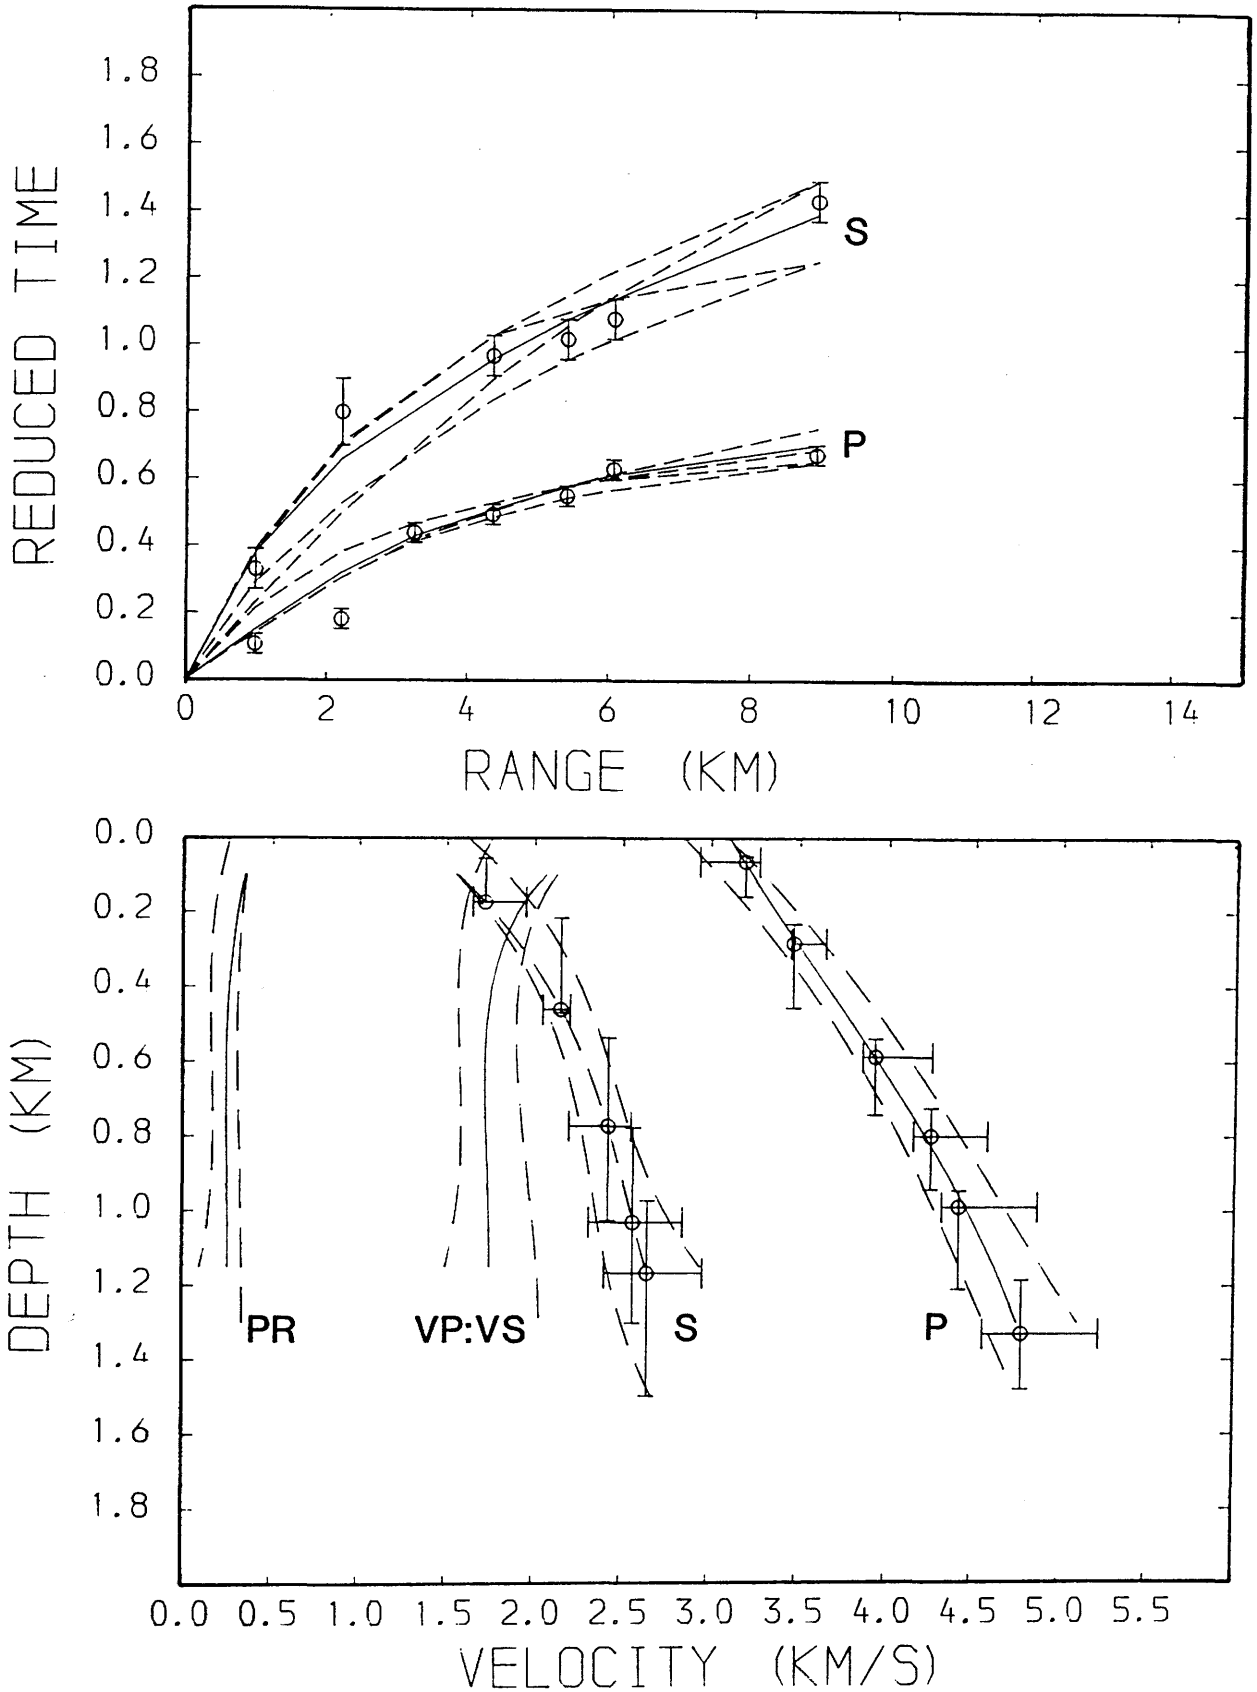 1.8
1.6
1.4
1.2
1.0
0.8
0.6
0.4
0.2
0.0
REDUCED TIME
S
P
0 2 4 6 8 10 12 14
RANGE (KM)
0.0
0.2
0.4
0.6
0.8
1.0
1.2
1.4
1.6
1.8
DEPTH (KM)
PR VP:VS S P
0.0 0.5 1.0 1.5 2.0 2.5 3.0 3.5 4.0 4.5 5.0 5.5
VELOCITY (KM/S)